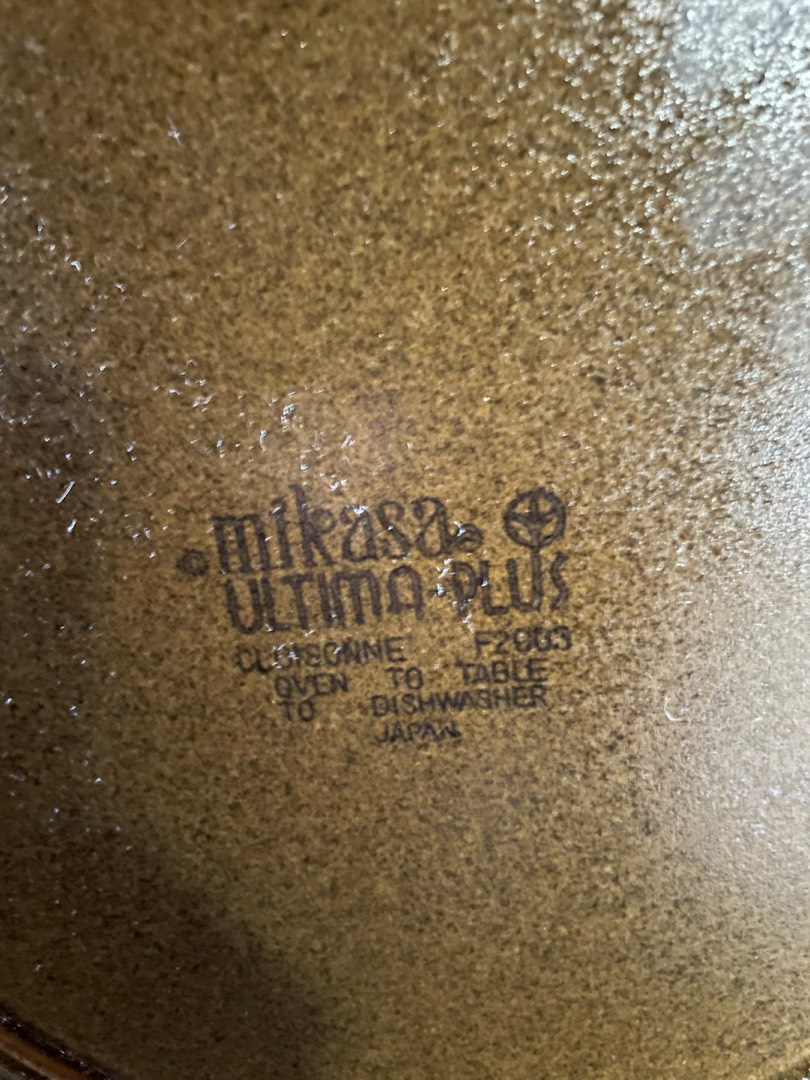 © mikasa ®
ULTIMA PLUS
CLOISONNE F2003
OVEN TO TABLE
TO DISHWASHER
JAPAN